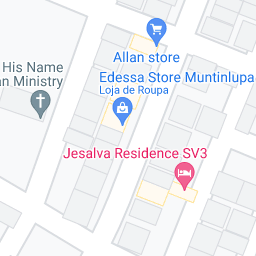 Allan store
His Name
an Ministry
Edessa Store Muntinlupa
Loja de Roupa
Jesalva Residence SV3